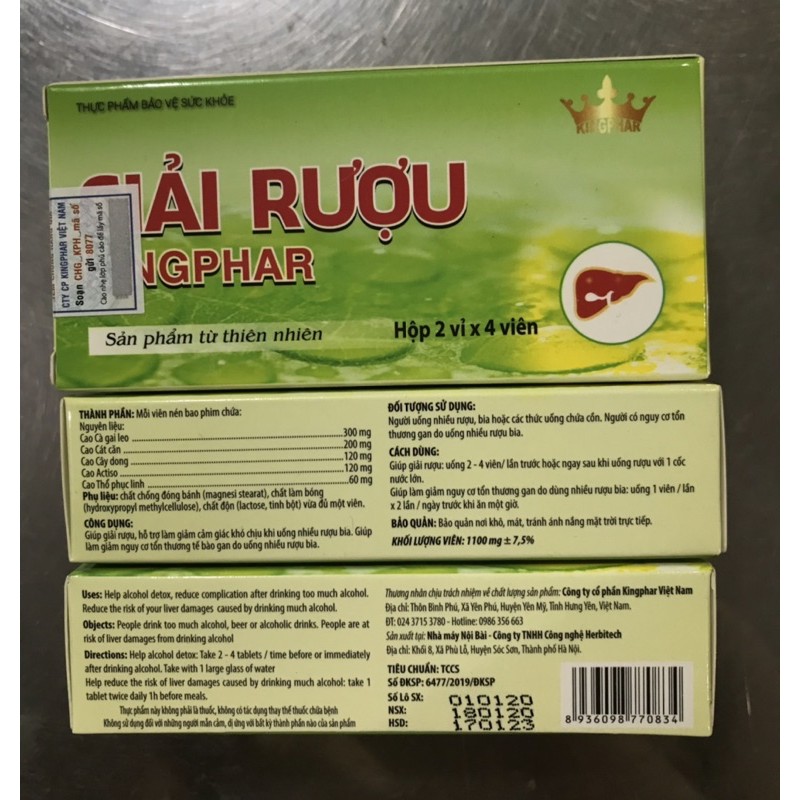 THỰC PHẨM BẢO VỆ SỨC KHỎE
KINGPHAR
GIẢI RƯỢU
KINGPHAR
CTY CP KINGPHAR VIỆT NAM
Soạn CHG_KPH_mã số
gửi 8077
Cào nhẹ lớp phủ cào để lấy mã số
Sản phẩm từ thiên nhiên
Hộp 2 vỉ x 4 viên
THÀNH PHẦN: Mỗi viên nén bao phim chứa:
Nguyên liệu:
Cao Cà gai leo 300 mg
Cao Cát căn 200 mg
Cao Cây dong 120 mg
Cao Actiso 120 mg
Cao Thổ phục linh 60 mg
Phụ liệu: chất chống đóng bánh (magnesi stearat), chất làm bóng
(hydroxypropyl methylcellulose), chất độn (lactose, tinh bột) vừa đủ một viên.
CÔNG DỤNG:
Giúp giải rượu, hỗ trợ làm giảm cảm giác khó chịu khi uống nhiều rượu bia. Giúp
làm giảm nguy cơ tổn thương tế bào gan do uống nhiều rượu bia.
ĐỐI TƯỢNG SỬ DỤNG:
Người uống nhiều rượu, bia hoặc các thức uống chứa cồn. Người có nguy cơ tổn
thương gan do uống nhiều rượu bia.
CÁCH DÙNG:
Giúp giải rượu: uống 2 - 4 viên/ lần trước hoặc ngay sau khi uống rượu với 1 cốc
nước lớn.
Giúp làm giảm nguy cơ tổn thương gan do dùng nhiều rượu bia: uống 1 viên / lần
x 2 lần / ngày trước khi ăn một giờ.
BẢO QUẢN: Bảo quản nơi khô, mát, tránh ánh nắng mặt trời trực tiếp.
KHỐI LƯỢNG VIÊN: 1100 mg ± 7,5%
Uses: Help alcohol detox, reduce complication after drinking too much alcohol.
Reduce the risk of your liver damages caused by drinking much alcohol.
Objects: People drink too much alcohol, beer or alcoholic drinks. People are at
risk of liver damages from drinking alcohol
Directions: Help alcohol detox: Take 2 - 4 tablets / time before or immediately
after drinking alcohol. Take with 1 large glass of water
Help reduce the risk of liver damages caused by drinking much alcohol: take 1
tablet twice daily 1h before meals.
Thực phẩm này không phải là thuốc, không có tác dụng thay thế thuốc chữa bệnh
Không sử dụng đối với những người mẫn cảm, dị ứng với bất kỳ thành phần nào của sản phẩm
Thương nhân chịu trách nhiệm về chất lượng sản phẩm: Công ty cổ phần Kingphar Việt Nam
Địa chỉ: Thôn Bình Phú, Xã Yên Phú, Huyện Yên Mỹ, Tỉnh Hưng Yên, Việt Nam.
ĐT: 024 3715 3780 - Hotline: 0986 356 663
Sản xuất tại: Nhà máy Nội Bài - Công ty TNHH Công nghệ Herbitech
Địa chỉ: Khối 8, Xã Phù Lỗ, Huyện Sóc Sơn, Thành phố Hà Nội.
TIÊU CHUẨN: TCCS
Số ĐKSP: 6477/2019/ĐKSP
Số Lô SX: 010120
NSX: 180120
HSD: 170123
8 936098 770834